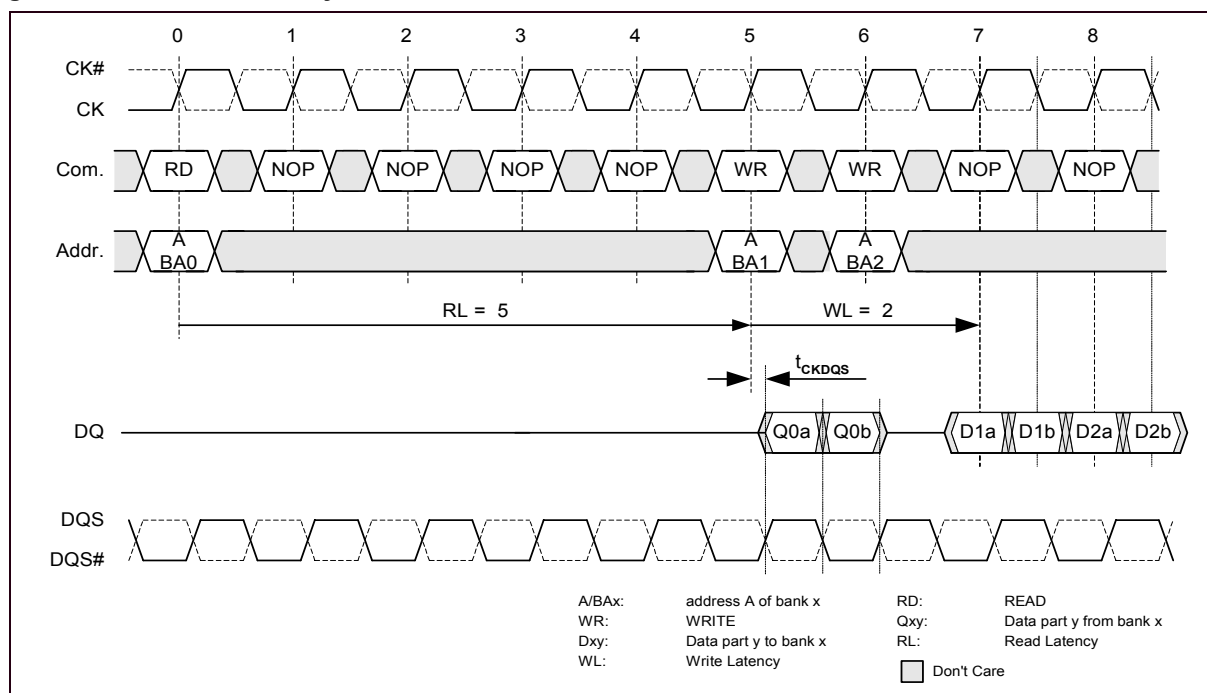 0 1 2 3 4 5 6 7 8
CK#
CK
Com. RD NOP NOP NOP NOP WR WR NOP NOP
Addr. A BA0 A BA1 A BA2
RL = 5 WL = 2
tCKDQS
DQ Q0a Q0b D1a D1b D2a D2b
DQS
DQS#
A/BAx: address A of bank x RD: READ
WR: WRITE Qxy: Data part y from bank x
Dxy: Data part y to bank x RL: Read Latency
WL: Write Latency
Don't Care